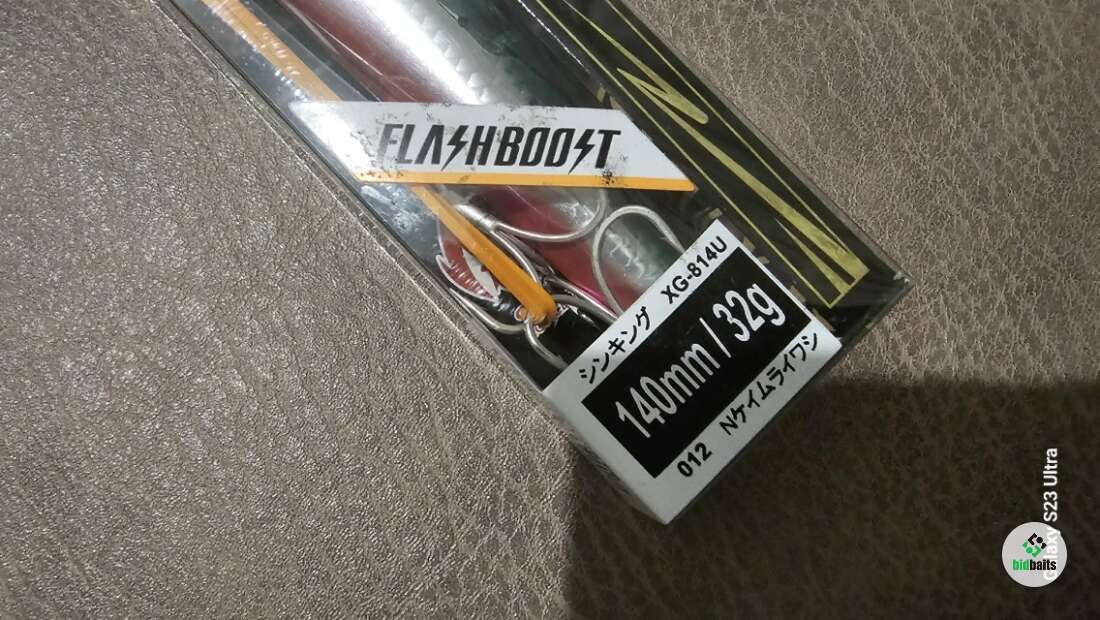 FLASHBOOST
シンキング XG-814U
140mm / 32g
012 Nケイムライワシ
Galaxy S23 Ultra
bidbaits